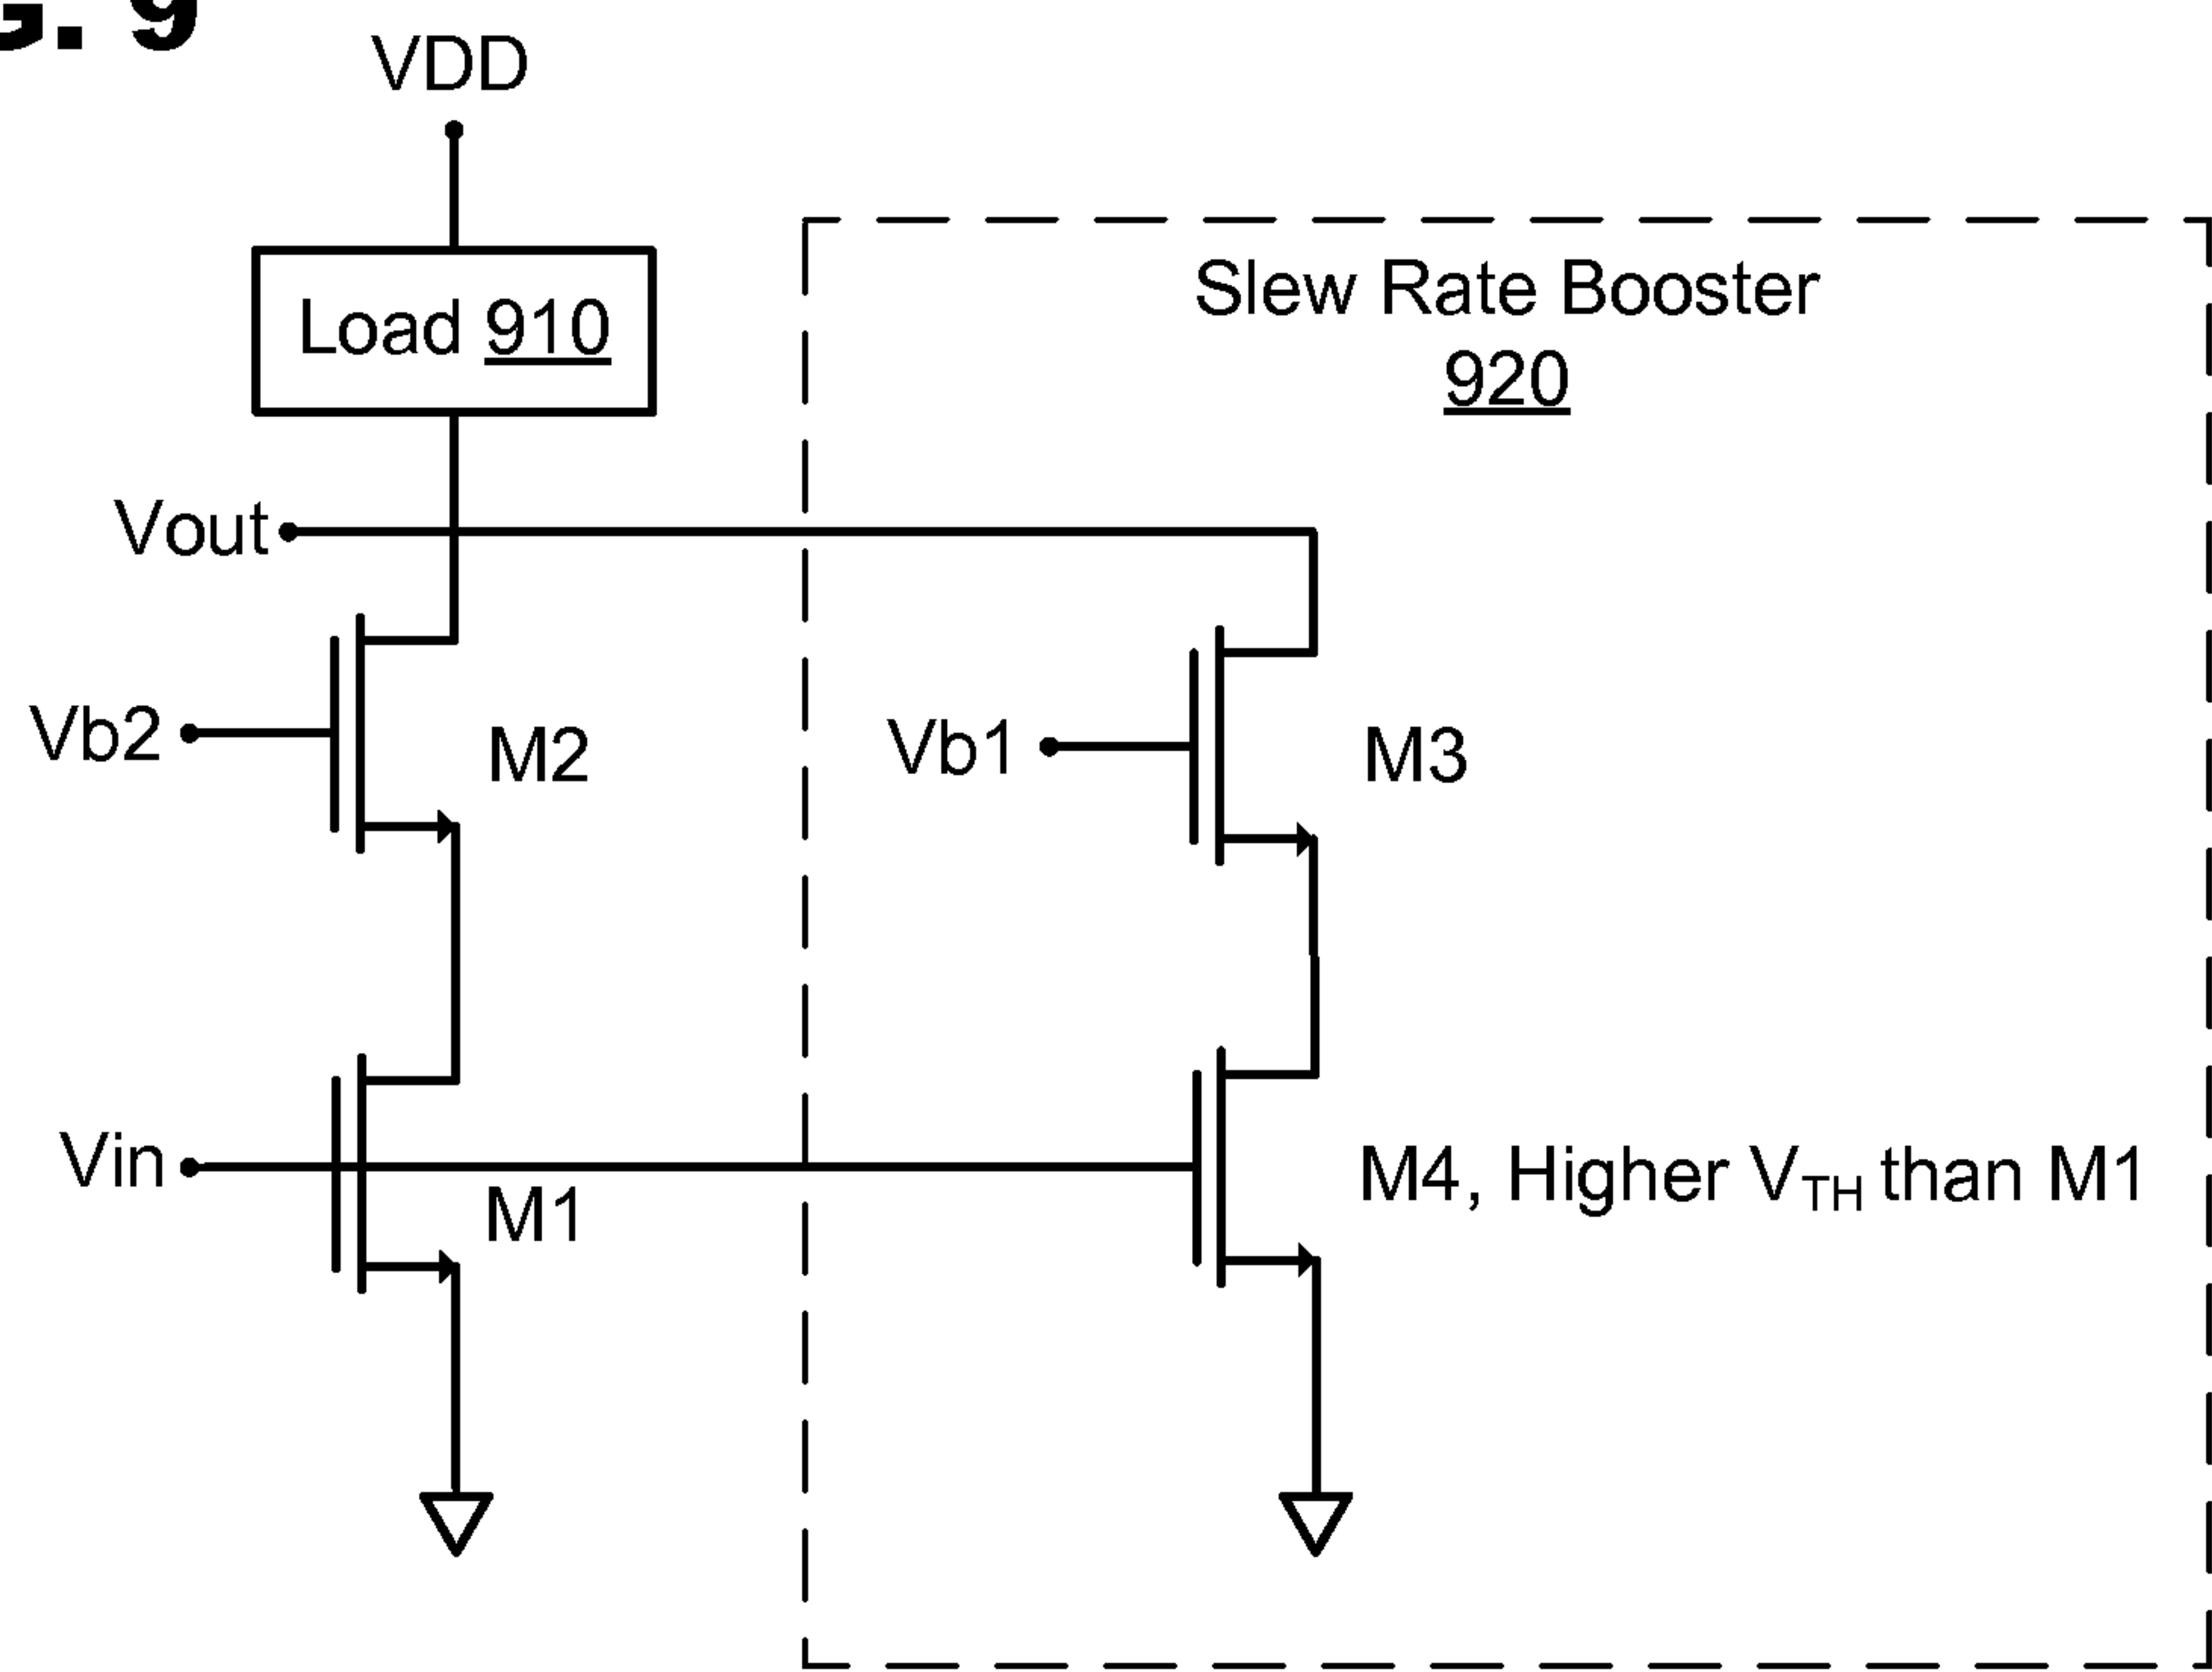 G. 9
VDD
Load 910
Slew Rate Booster
920
Vout
Vb2
M2
Vb1
M3
Vin
M1
M4, Higher VTH than M1